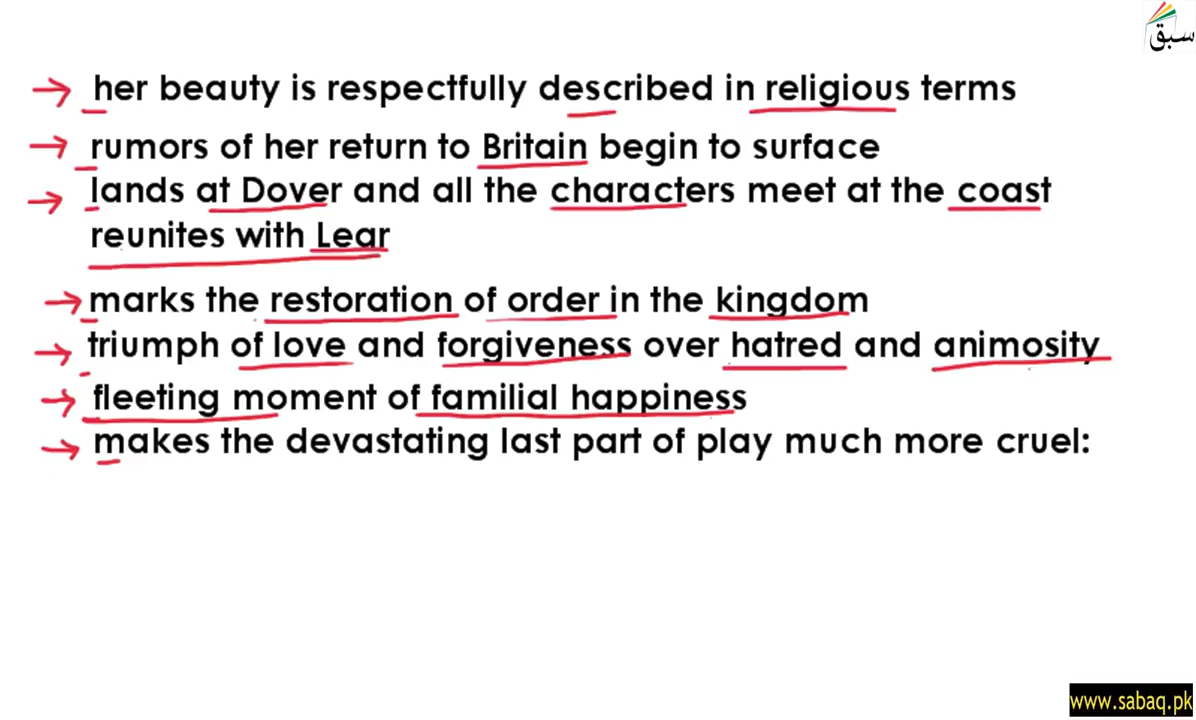 سبق
her beauty is respectfully described in religious terms
rumors of her return to Britain begin to surface
lands at Dover and all the characters meet at the coast
reunites with Lear
marks the restoration of order in the kingdom
triumph of love and forgiveness over hatred and animosity
fleeting moment of familial happiness
makes the devastating last part of play much more cruel:
www.sabaq.pk